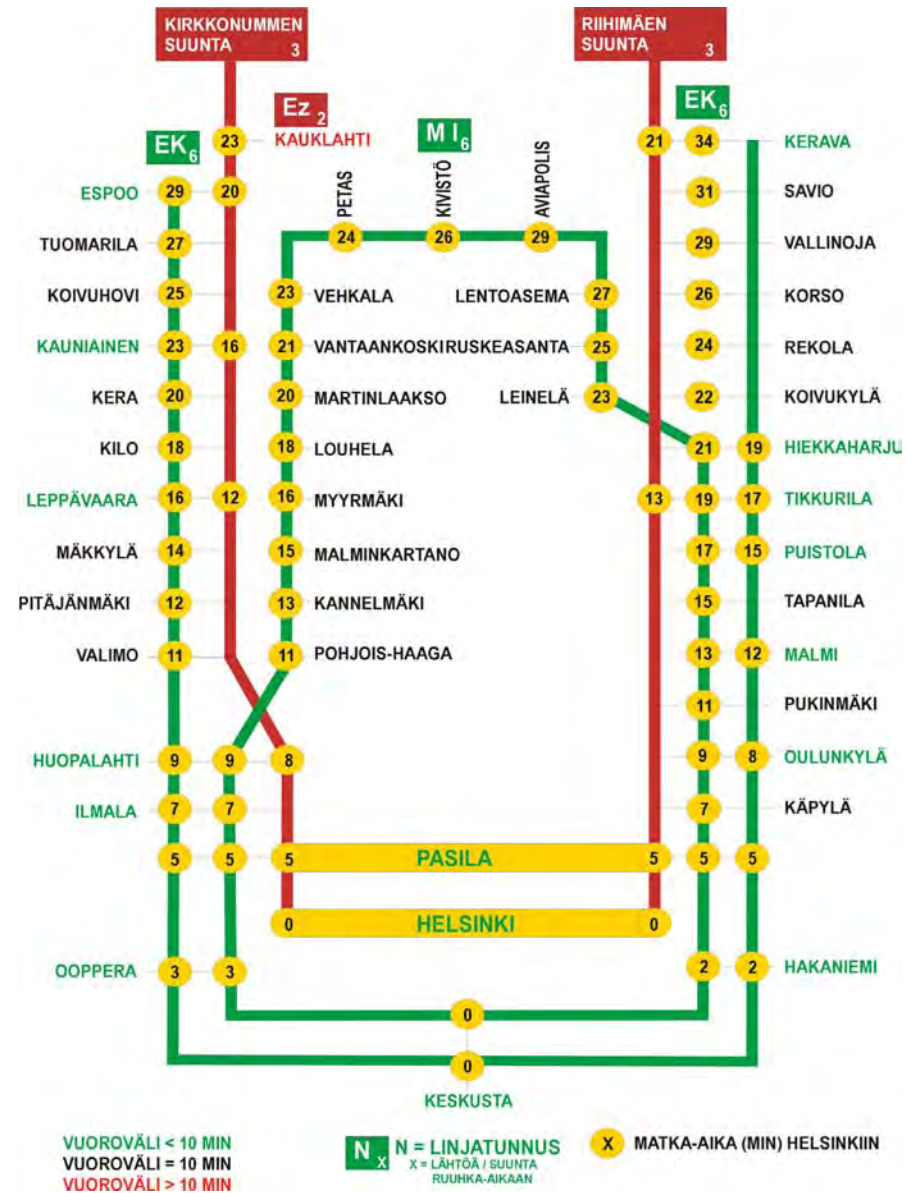 KIRKKONUMMEN
SUUNTA 3
RIIHIMÄEN
SUUNTA 3
Ez 2
EK 6
23
KAUKLAHTI
M I 6
EK 6
21
34
KERAVA
ESPOO
29
20
PETAS
KIVISTÖ
AVIAPOLIS
31
SAVIO
TUOMARILA
27
24
26
29
29
VALLINOJA
KOIVUHOVI
25
23
VEHKALA
LENTOASEMA
27
26
KORSO
KAUNIAINEN
23
16
21
VANTAANKOSKI
RUSKEASANTA
25
24
REKOLA
KERA
20
20
MARTINLAAKSO
LEINELÄ
23
22
KOIVUKYLÄ
KILO
18
18
LOUHELA
21
19
HIEKKAHARJU
LEPPÄVAARA
16
12
16
MYYRMÄKI
13
19
17
TIKKURILA
MÄKKYLÄ
14
15
MALMINKARTANO
17
15
PUISTOLA
PITÄJÄNMÄKI
12
13
KANNELMÄKI
15
TAPANILA
VALIMO
11
11
POHJOIS-HAAGA
13
12
MALMI
11
PUKINMÄKI
HUOPALAHTI
9
9
8
9
8
OULUNKYLÄ
ILMALA
7
7
7
KÄPYLÄ
5
5
5
PASILA
5
5
5
0
HELSINKI
0
OOPPERA
3
3
2
2
HAKANIEMI
0
0
KESKUSTA
VUOROVÄLI < 10 MIN
VUOROVÄLI = 10 MIN
VUOROVÄLI > 10 MIN
N X
N = LINJATUNNUS
X = LÄHTÖÄ / SUUNTA
RUUHKA-AIKAAN
X
MATKA-AIKA (MIN) HELSINKIIN